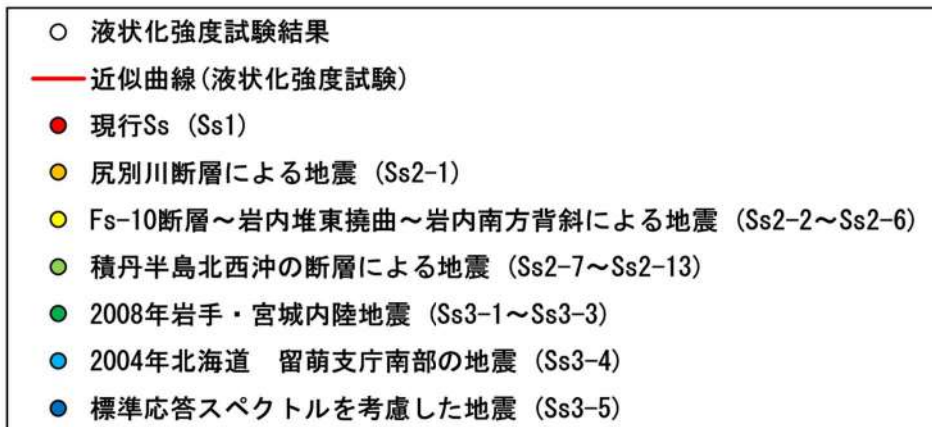 液状化強度試験結果
近似曲線(液状化強度試験)
現行Ss (Ss1)
尻別川断層による地震 (Ss2-1)
Fs-10断層～岩内堆東撓曲～岩内南方背斜による地震 (Ss2-2～Ss2-6)
積丹半島北西沖の断層による地震 (Ss2-7～Ss2-13)
2008年岩手・宮城内陸地震 (Ss3-1～Ss3-3)
2004年北海道　留萌支庁南部の地震 (Ss3-4)
標準応答スペクトルを考慮した地震 (Ss3-5)